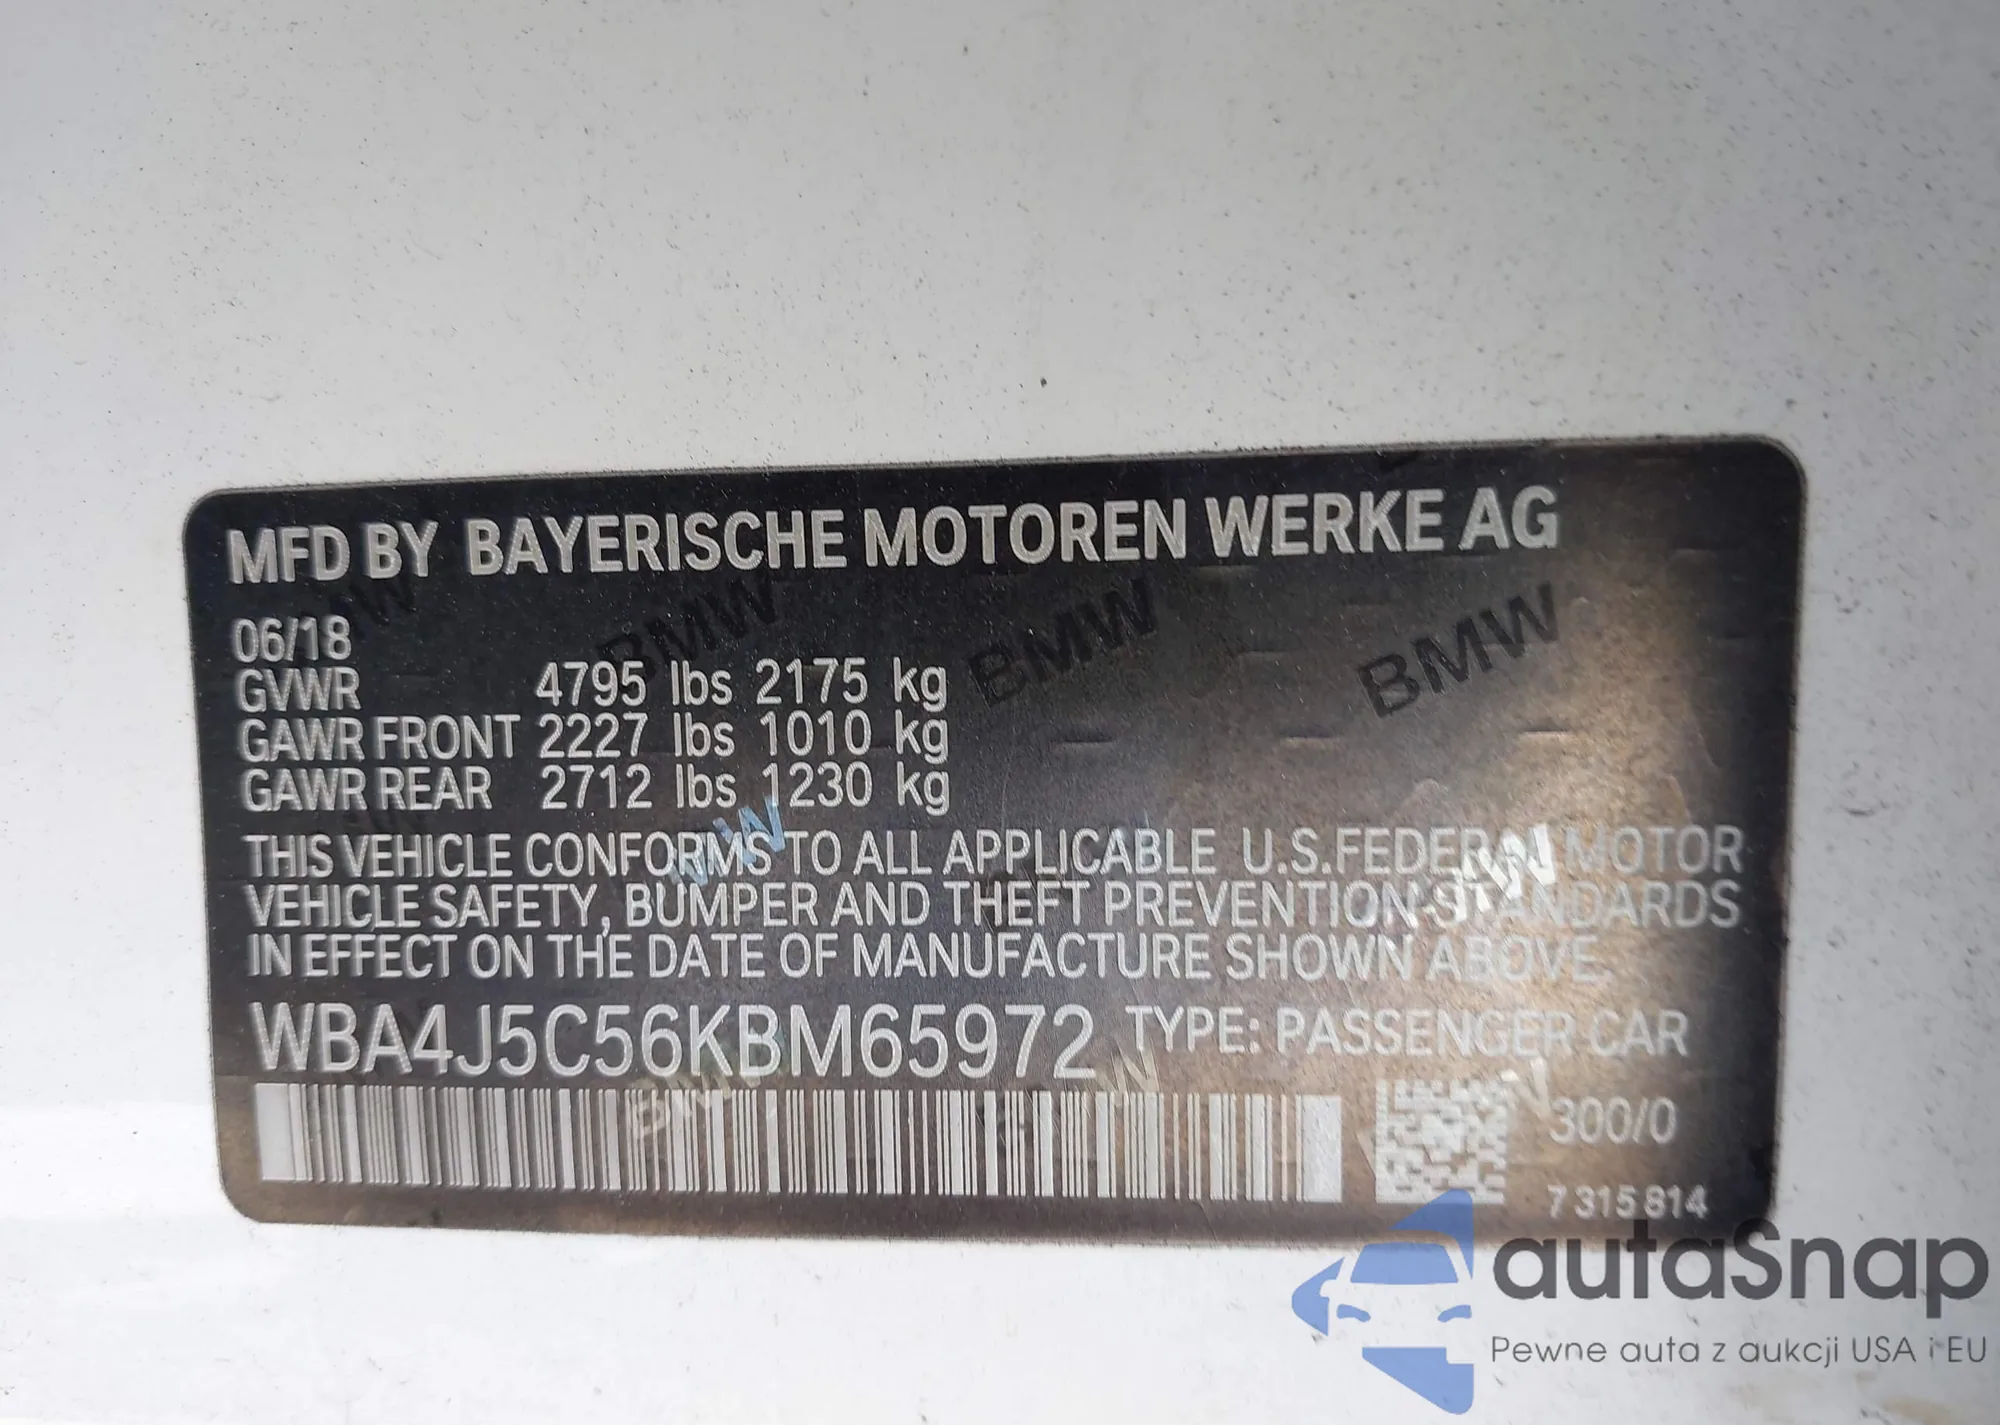 MFD BY BAYERISCHE MOTOREN WERKE AG
06/18
GVWR 4795 lbs 2175 kg
GAWR FRONT 2227 lbs 1010 kg
GAWR REAR 2712 lbs 1230 kg
THIS VEHICLE CONFORMS TO ALL APPLICABLE U.S.FEDERAL MOTOR
VEHICLE SAFETY, BUMPER AND THEFT PREVENTION STANDARDS
IN EFFECT ON THE DATE OF MANUFACTURE SHOWN ABOVE.
WBA4J5C56KBM65972 TYPE: PASSENGER CAR
300/0
7 315 814
BMW BMW BMW
autaSnap
Pewne auta z aukcji USA i EU